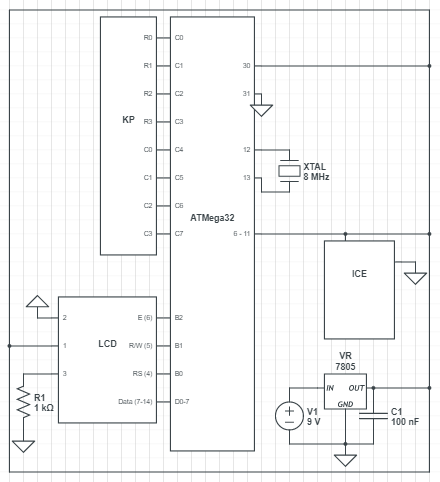 R0 C0
R1 C1 30
R2 C2 31
KP
R3 C3
C0 C4 12
XTAL
8 MHz
C1 C5 13
C2 C6
ATMega32
C3 C7 6 - 11
ICE
2 E (6) B2
1 LCD R/W (5) B1
VR
7805
3 RS (4) B0
IN OUT
GND
R1
1 kΩ
Data (7-14) D0-7
V1
9 V
C1
100 nF